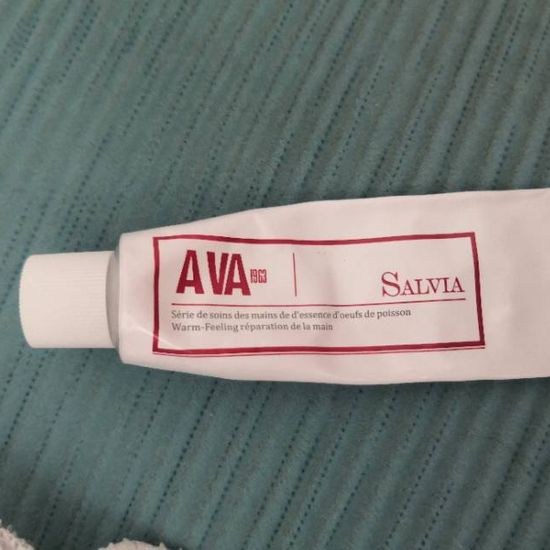 AVA 1963
SALVIA
Série de soins des mains de d'essence d'oeufs de poisson
Warm-Feeling réparation de la main